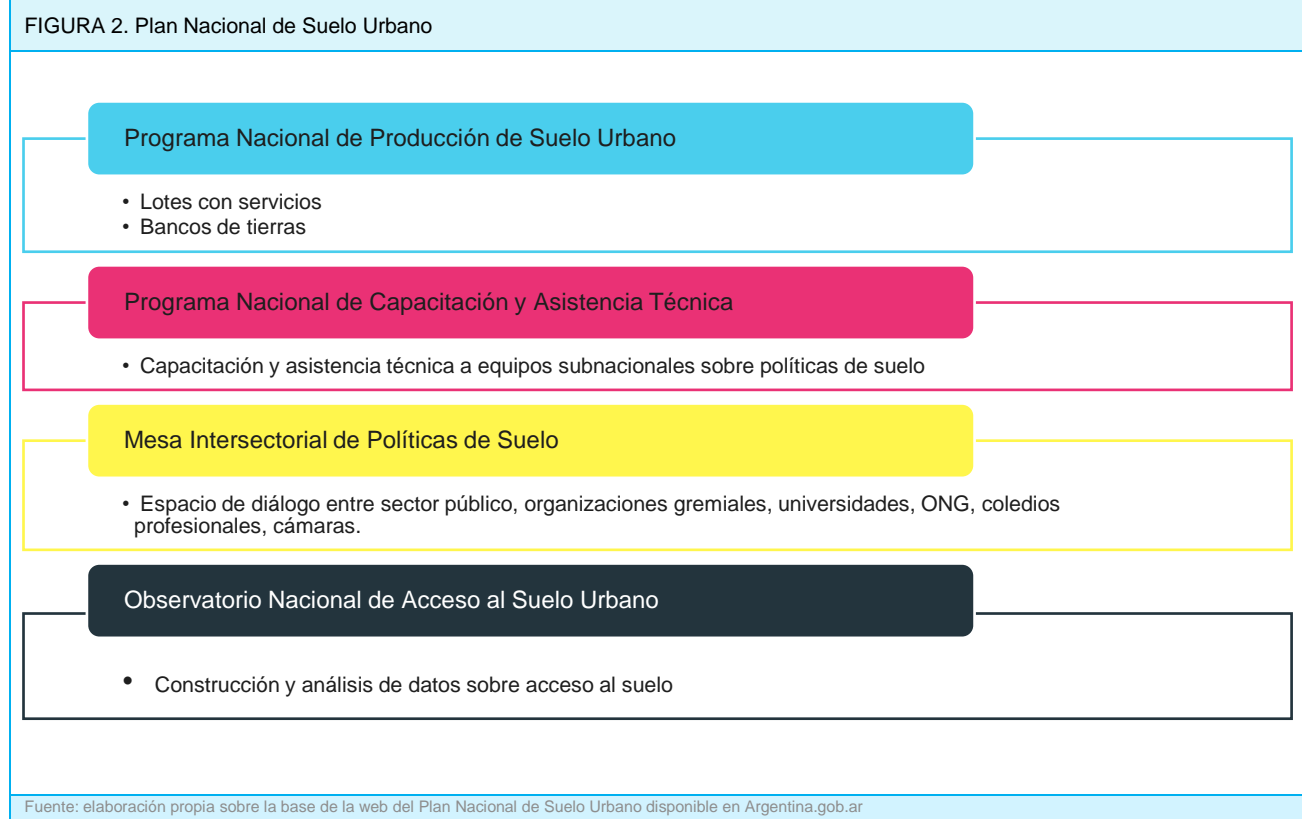 FIGURA 2. Plan Nacional de Suelo Urbano
Programa Nacional de Producción de Suelo Urbano
• Lotes con servicios
• Bancos de tierras
Programa Nacional de Capacitación y Asistencia Técnica
• Capacitación y asistencia técnica a equipos subnacionales sobre políticas de suelo
Mesa Intersectorial de Políticas de Suelo
• Espacio de diálogo entre sector público, organizaciones gremiales, universidades, ONG, coledios
profesionales, cámaras.
Observatorio Nacional de Acceso al Suelo Urbano
• Construcción y análisis de datos sobre acceso al suelo
Fuente: elaboración propia sobre la base de la web del Plan Nacional de Suelo Urbano disponible en Argentina.gob.ar